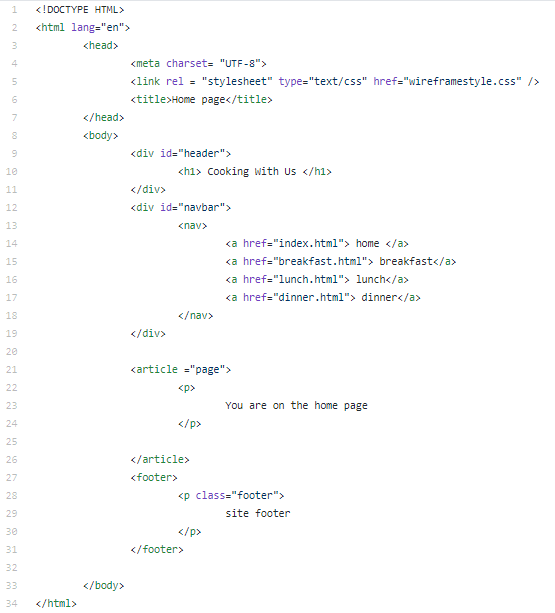 1 <!DOCTYPE HTML>
2 <html lang="en">
3 <head>
4 <meta charset= "UTF-8">
5 <link rel = "stylesheet" type="text/css" href="wireframestyle.css" />
6 <title>Home page</title>
7 </head>
8 <body>
9 <div id="header">
10 <h1> Cooking With Us </h1>
11 </div>
12 <div id="navbar">
13 <nav>
14 <a href="index.html"> home </a>
15 <a href="breakfast.html"> breakfast</a>
16 <a href="lunch.html"> lunch</a>
17 <a href="dinner.html"> dinner</a>
18 </nav>
19 </div>
20
21 <article ="page">
22 <p>
23 You are on the home page
24 </p>
25
26 </article>
27 <footer>
28 <p class="footer">
29 site footer
30 </p>
31 </footer>
32
33 </body>
34 </html>